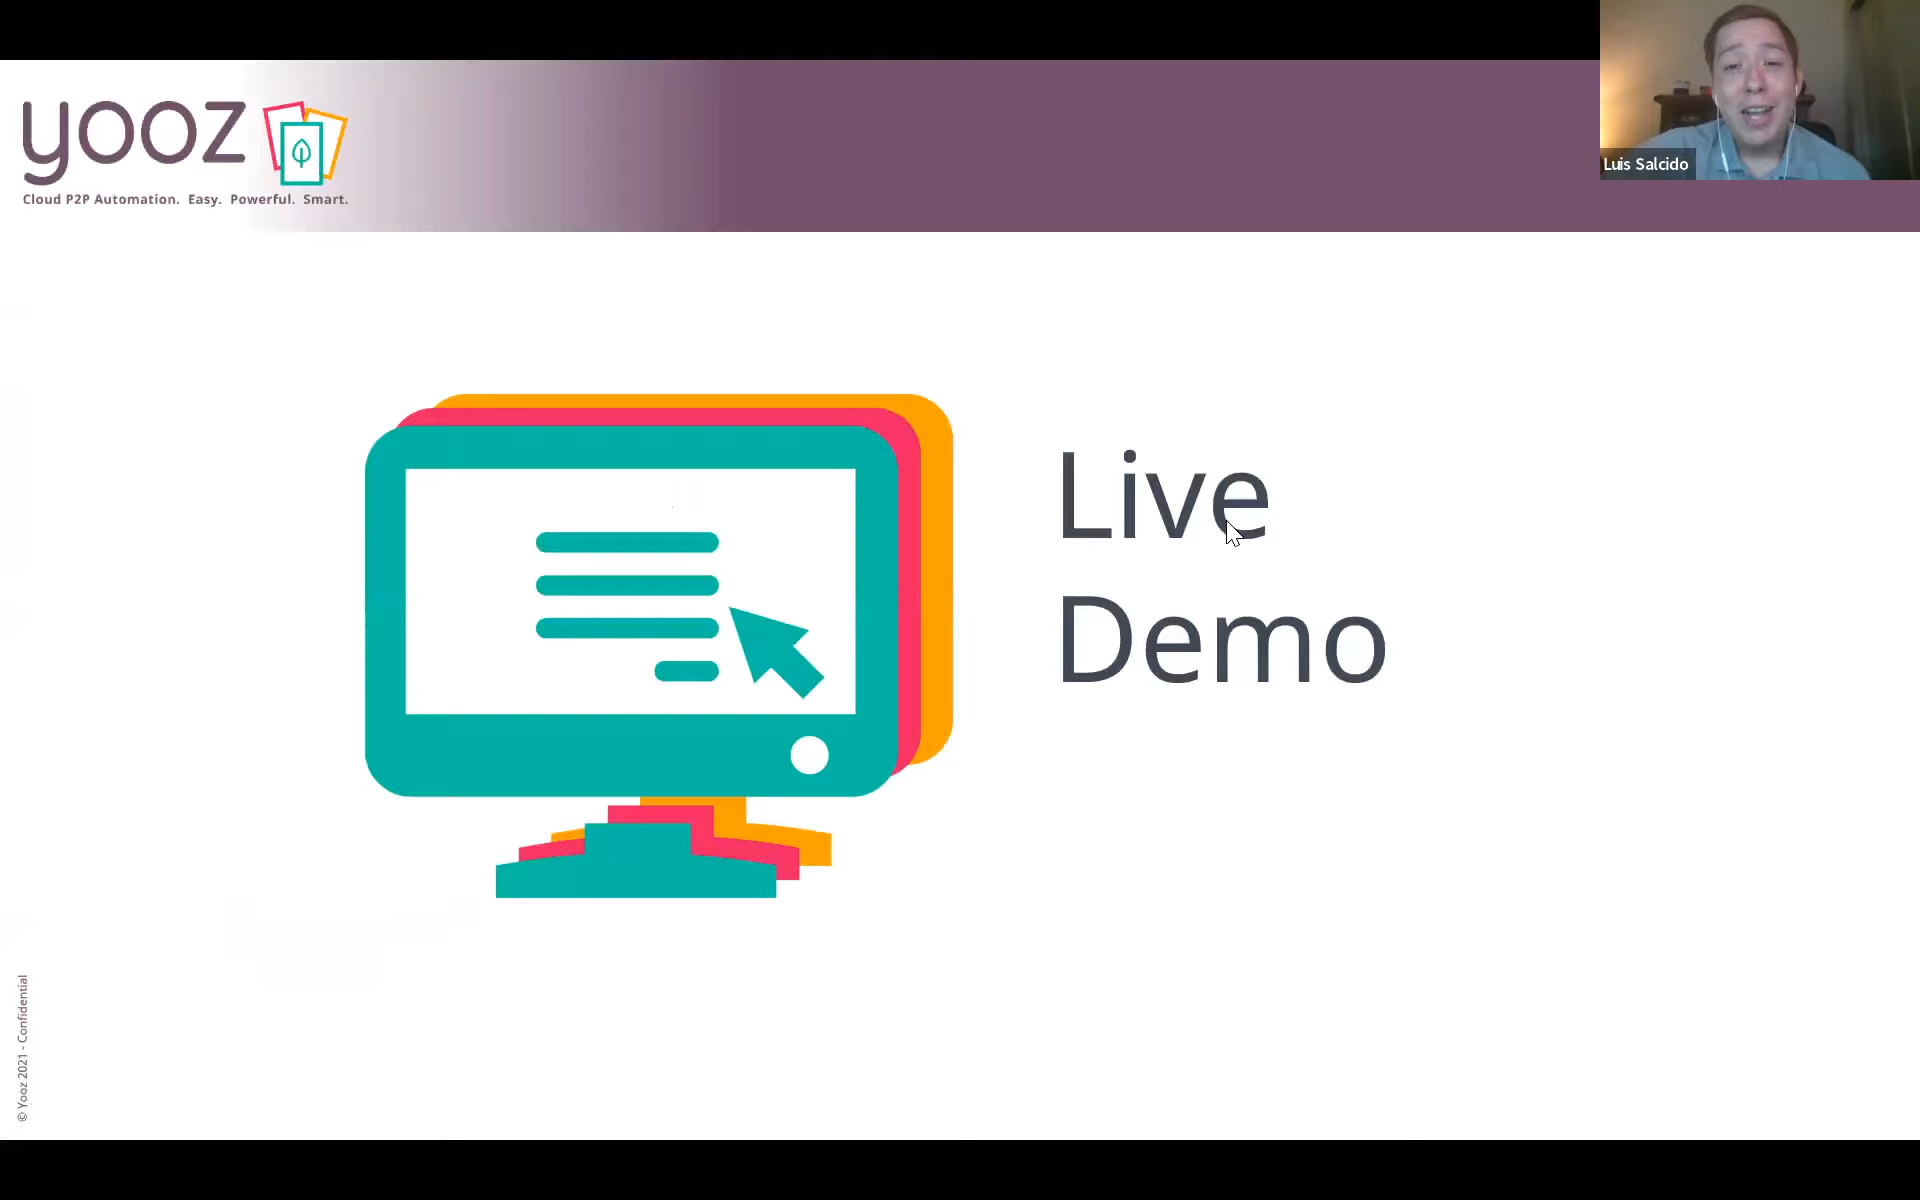 yooz
Cloud P2P Automation. Easy. Powerful. Smart.
Luis Salcido
Live
Demo
© Yooz 2021 - Confidential